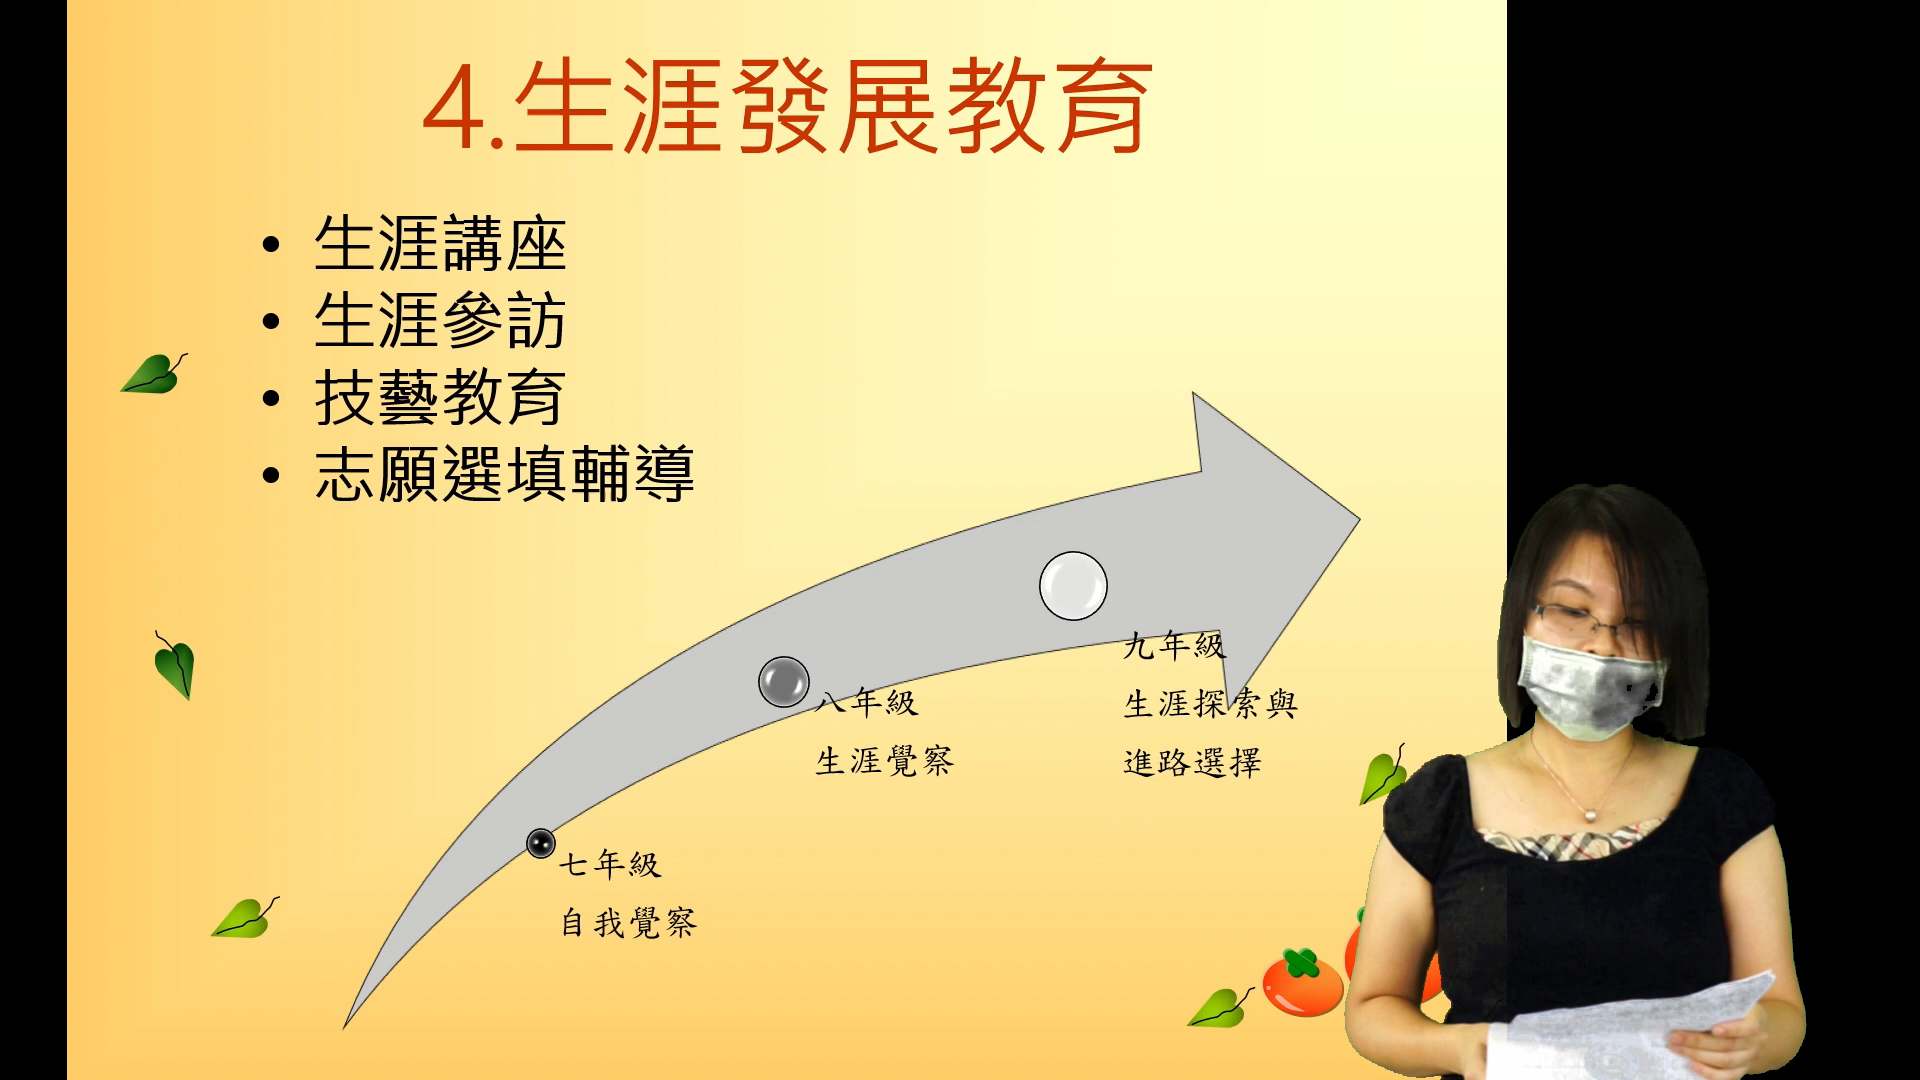 4.生涯發展教育
• 生涯講座
• 生涯參訪
• 技藝教育
• 志願選填輔導
九年級
生涯探索與
進路選擇
八年級
生涯覺察
七年級
自我覺察